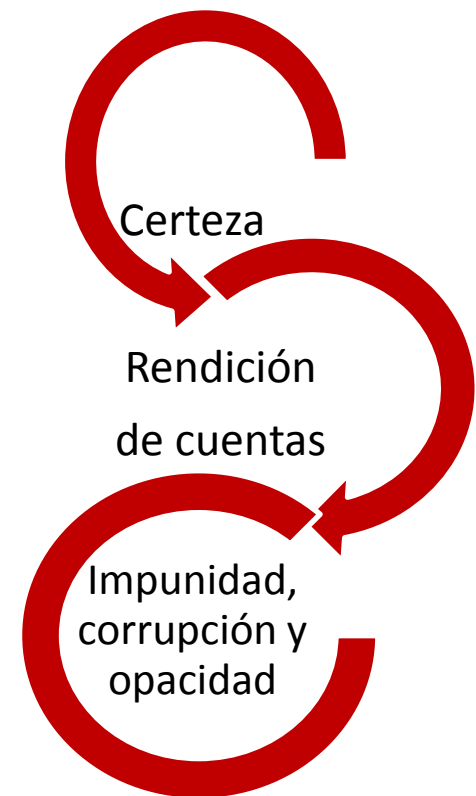 Certeza
Rendición
de cuentas
Impunidad,
corrupción y
opacidad